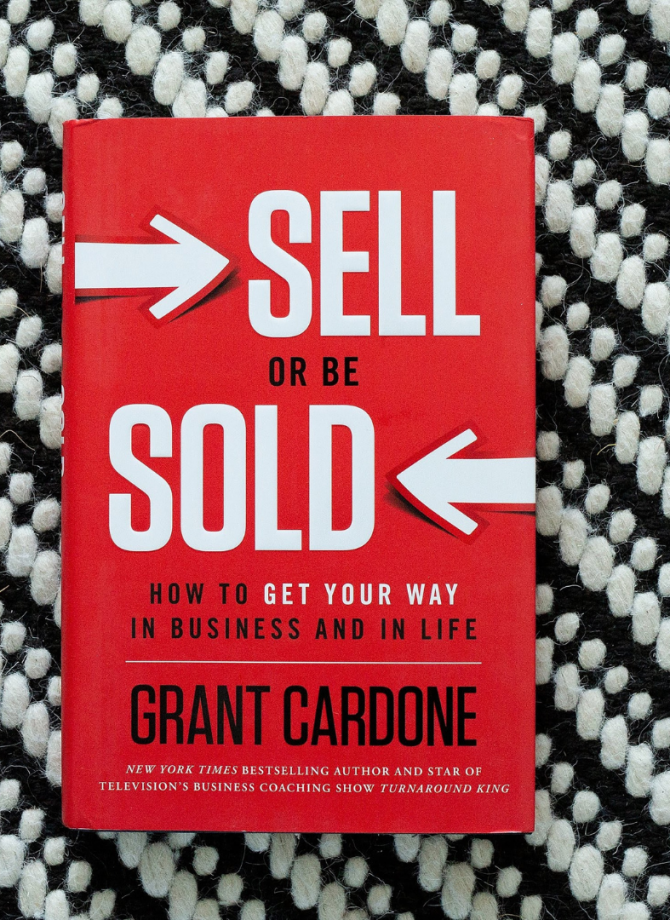 SELL
OR BE
SOLD
HOW TO GET YOUR WAY
IN BUSINESS AND IN LIFE
GRANT CARDONE
NEW YORK TIMES BESTSELLING AUTHOR AND STAR OF
TELEVISION'S BUSINESS COACHING SHOW TURNAROUND KING